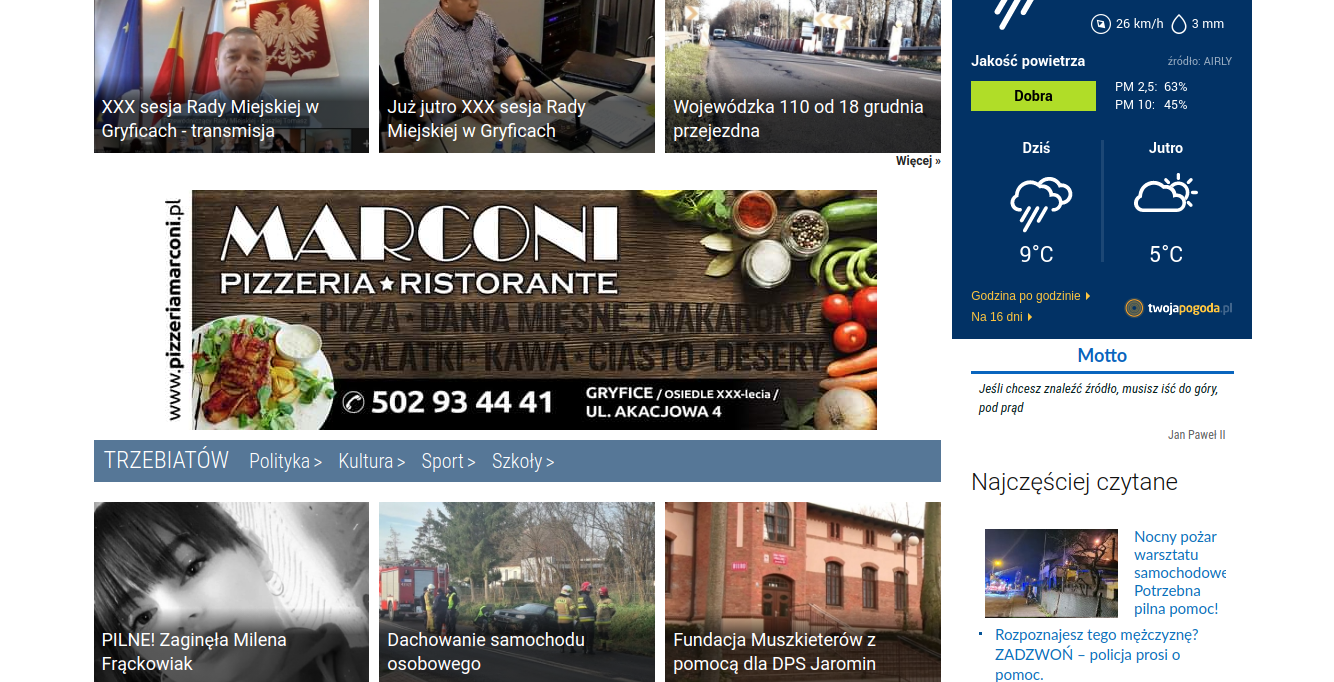 XXX sesja Rady Miejskiej w
Gryficach - transmisja
Już jutro XXX sesja Rady
Miejskiej w Gryficach
Wojewódzka 110 od 18 grudnia
przejezdna
Więcej »
www.pizzeriamarconi.pl
MARCONI
PIZZERIA★RISTORANTE
• PIZZA • DANIA MIĘSNE • MAKARONY
• SAŁATKI • KAWA • CIASTO • DESERY
502 93 44 41
GRYFICE / OSIEDLE XXX-lecia /
UL. AKACJOWA 4
TRZEBIATÓW Polityka > Kultura > Sport > Szkoły >
PILNE! Zaginęła Milena
Frąckowiak
Dachowanie samochodu
osobowego
Fundacja Muszkieterów z
pomocą dla DPS Jaromin
26 km/h 3 mm
Jakość powietrza źródło: AIRLY
Dobra
PM 2,5: 63%
PM 10: 45%
Dziś Jutro
9°C 5°C
Godzina po godzinie
Na 16 dni
twojapogoda.pl
Motto
Jeśli chcesz znaleźć źródło, musisz iść do góry,
pod prąd
Jan Paweł II
Najczęściej czytane
Nocny pożar
warsztatu
samochodowe
Potrzebna
pilna pomoc!
Rozpoznajesz tego mężczyznę?
ZADZWOŃ – policja prosi o
pomoc.